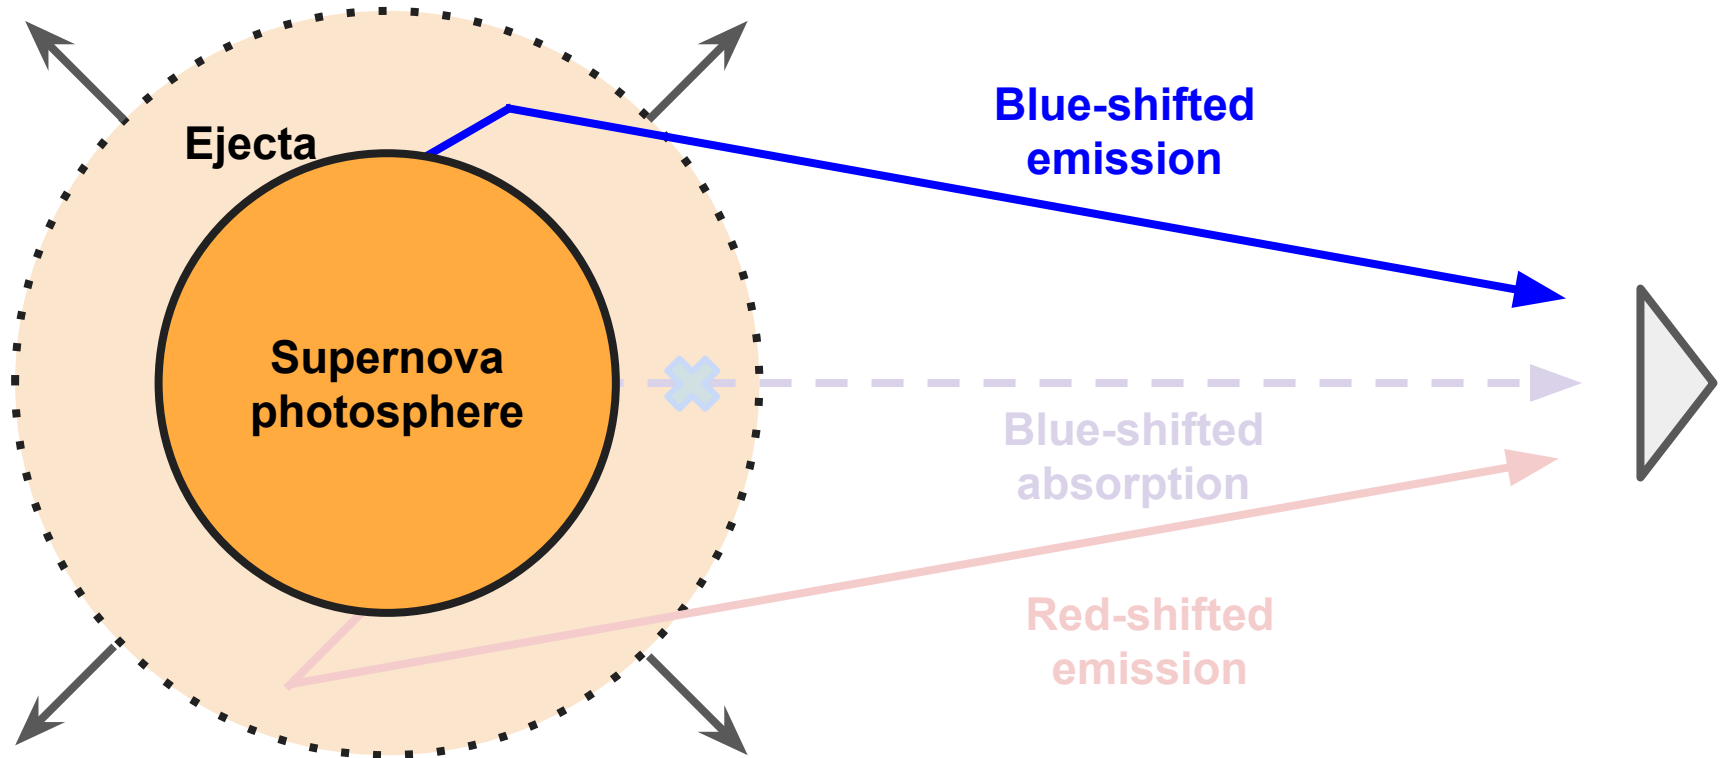 Ejecta
Supernova
photosphere
Blue-shifted
emission
Blue-shifted
absorption
Red-shifted
emission